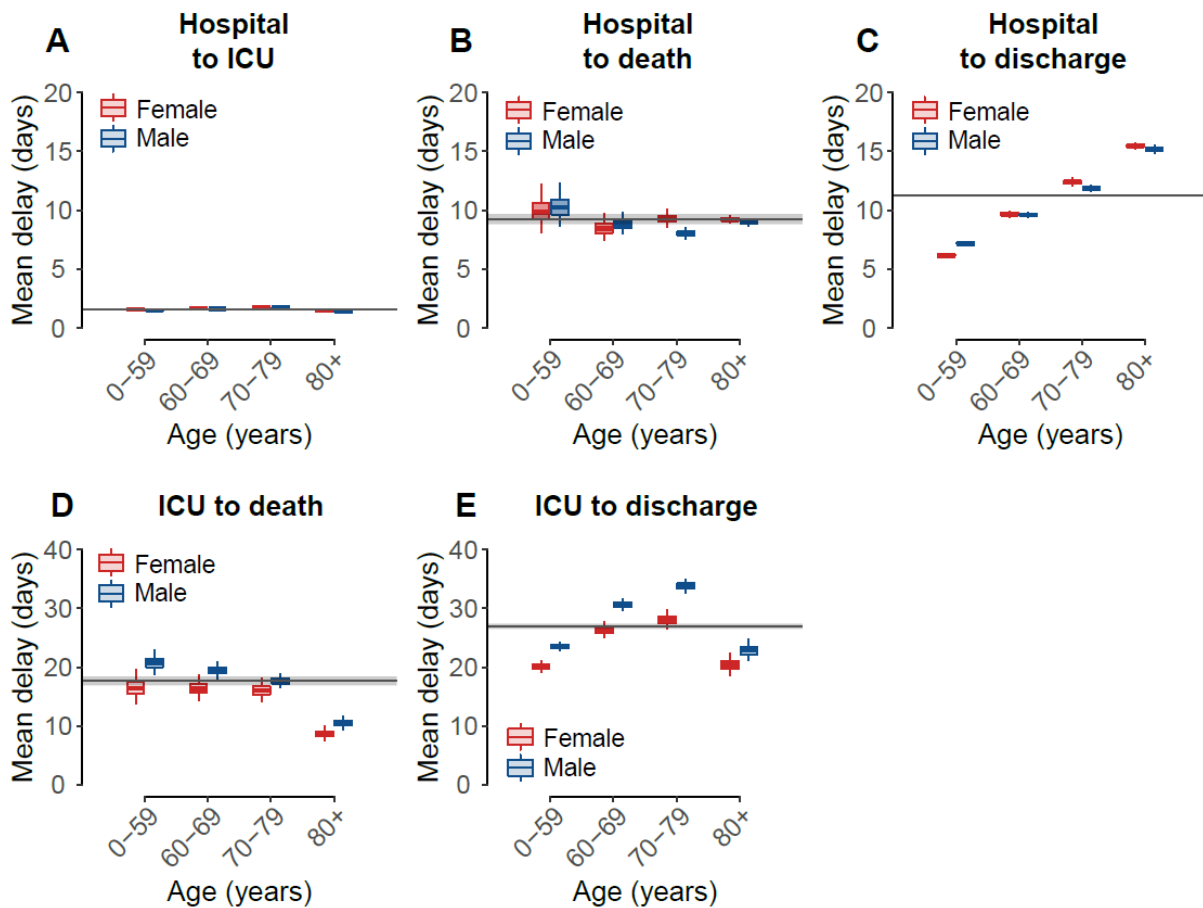 A
Hospital
to ICU
Mean delay (days)
20
15
10
5
0
Female
Male
0–59
60–69
70–79
80+
Age (years)
B
Hospital
to death
Mean delay (days)
20
15
10
5
0
Female
Male
0–59
60–69
70–79
80+
Age (years)
C
Hospital
to discharge
Mean delay (days)
20
15
10
5
0
Female
Male
0–59
60–69
70–79
80+
Age (years)
D
ICU to death
Mean delay (days)
40
30
20
10
0
Female
Male
0–59
60–69
70–79
80+
Age (years)
E
ICU to discharge
Mean delay (days)
40
30
20
10
0
Female
Male
0–59
60–69
70–79
80+
Age (years)